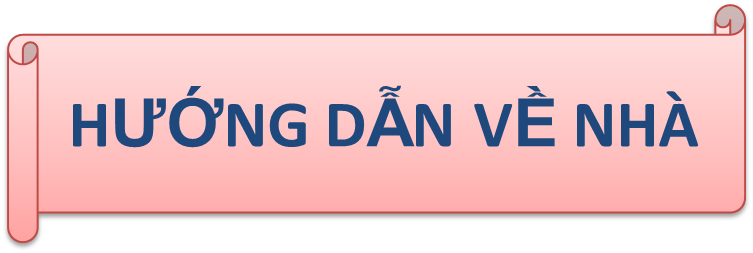 HƯỚNG DẪN VỀ NHÀ